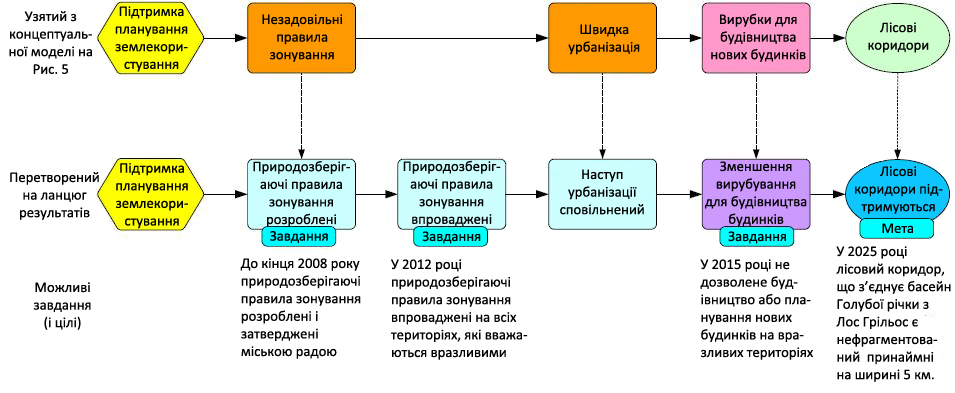 Узятий з
концептуаль-
ної моделі на
Рис. 5
Підтримка
планування
землекори-
стування
Незадовільні
правила
зонування
Швидка
урбанізація
Вирубки для
будівництва
нових будинків
Лісові
коридори
Перетворений
на ланцюг
результатів
Підтримка
планування
землекори-
стування
Природозберіг-
аючі правила
зонування
розроблені
Завдання
Природозберіг-
аючі правила
зонування
впроваджені
Завдання
Наступ
урбанізації
сповільнений
Зменшення
вирубування
для будівництва
будинків
Завдання
Лісові
коридори під-
тримуються
Мета
Можливі
завдання
(і цілі)
До кінця 2008 року
природозберігаючі
правила зонування
розроблені і
затверджені
міською радою
У 2012 році
природозберігаючі
правила зонування
впроваджені на всіх
територіях, які вважа-
ються вразливими
У 2015 році не
дозволене буд-
івництво або пла-
нування нових
будинків на вра-
зливих територіях
У 2025 році
лісовий коридор,
що з’єднує басейн
Голубої річки з
Лос Грільос є
нефрагментова-
ний принаймні
на ширині 5 км.